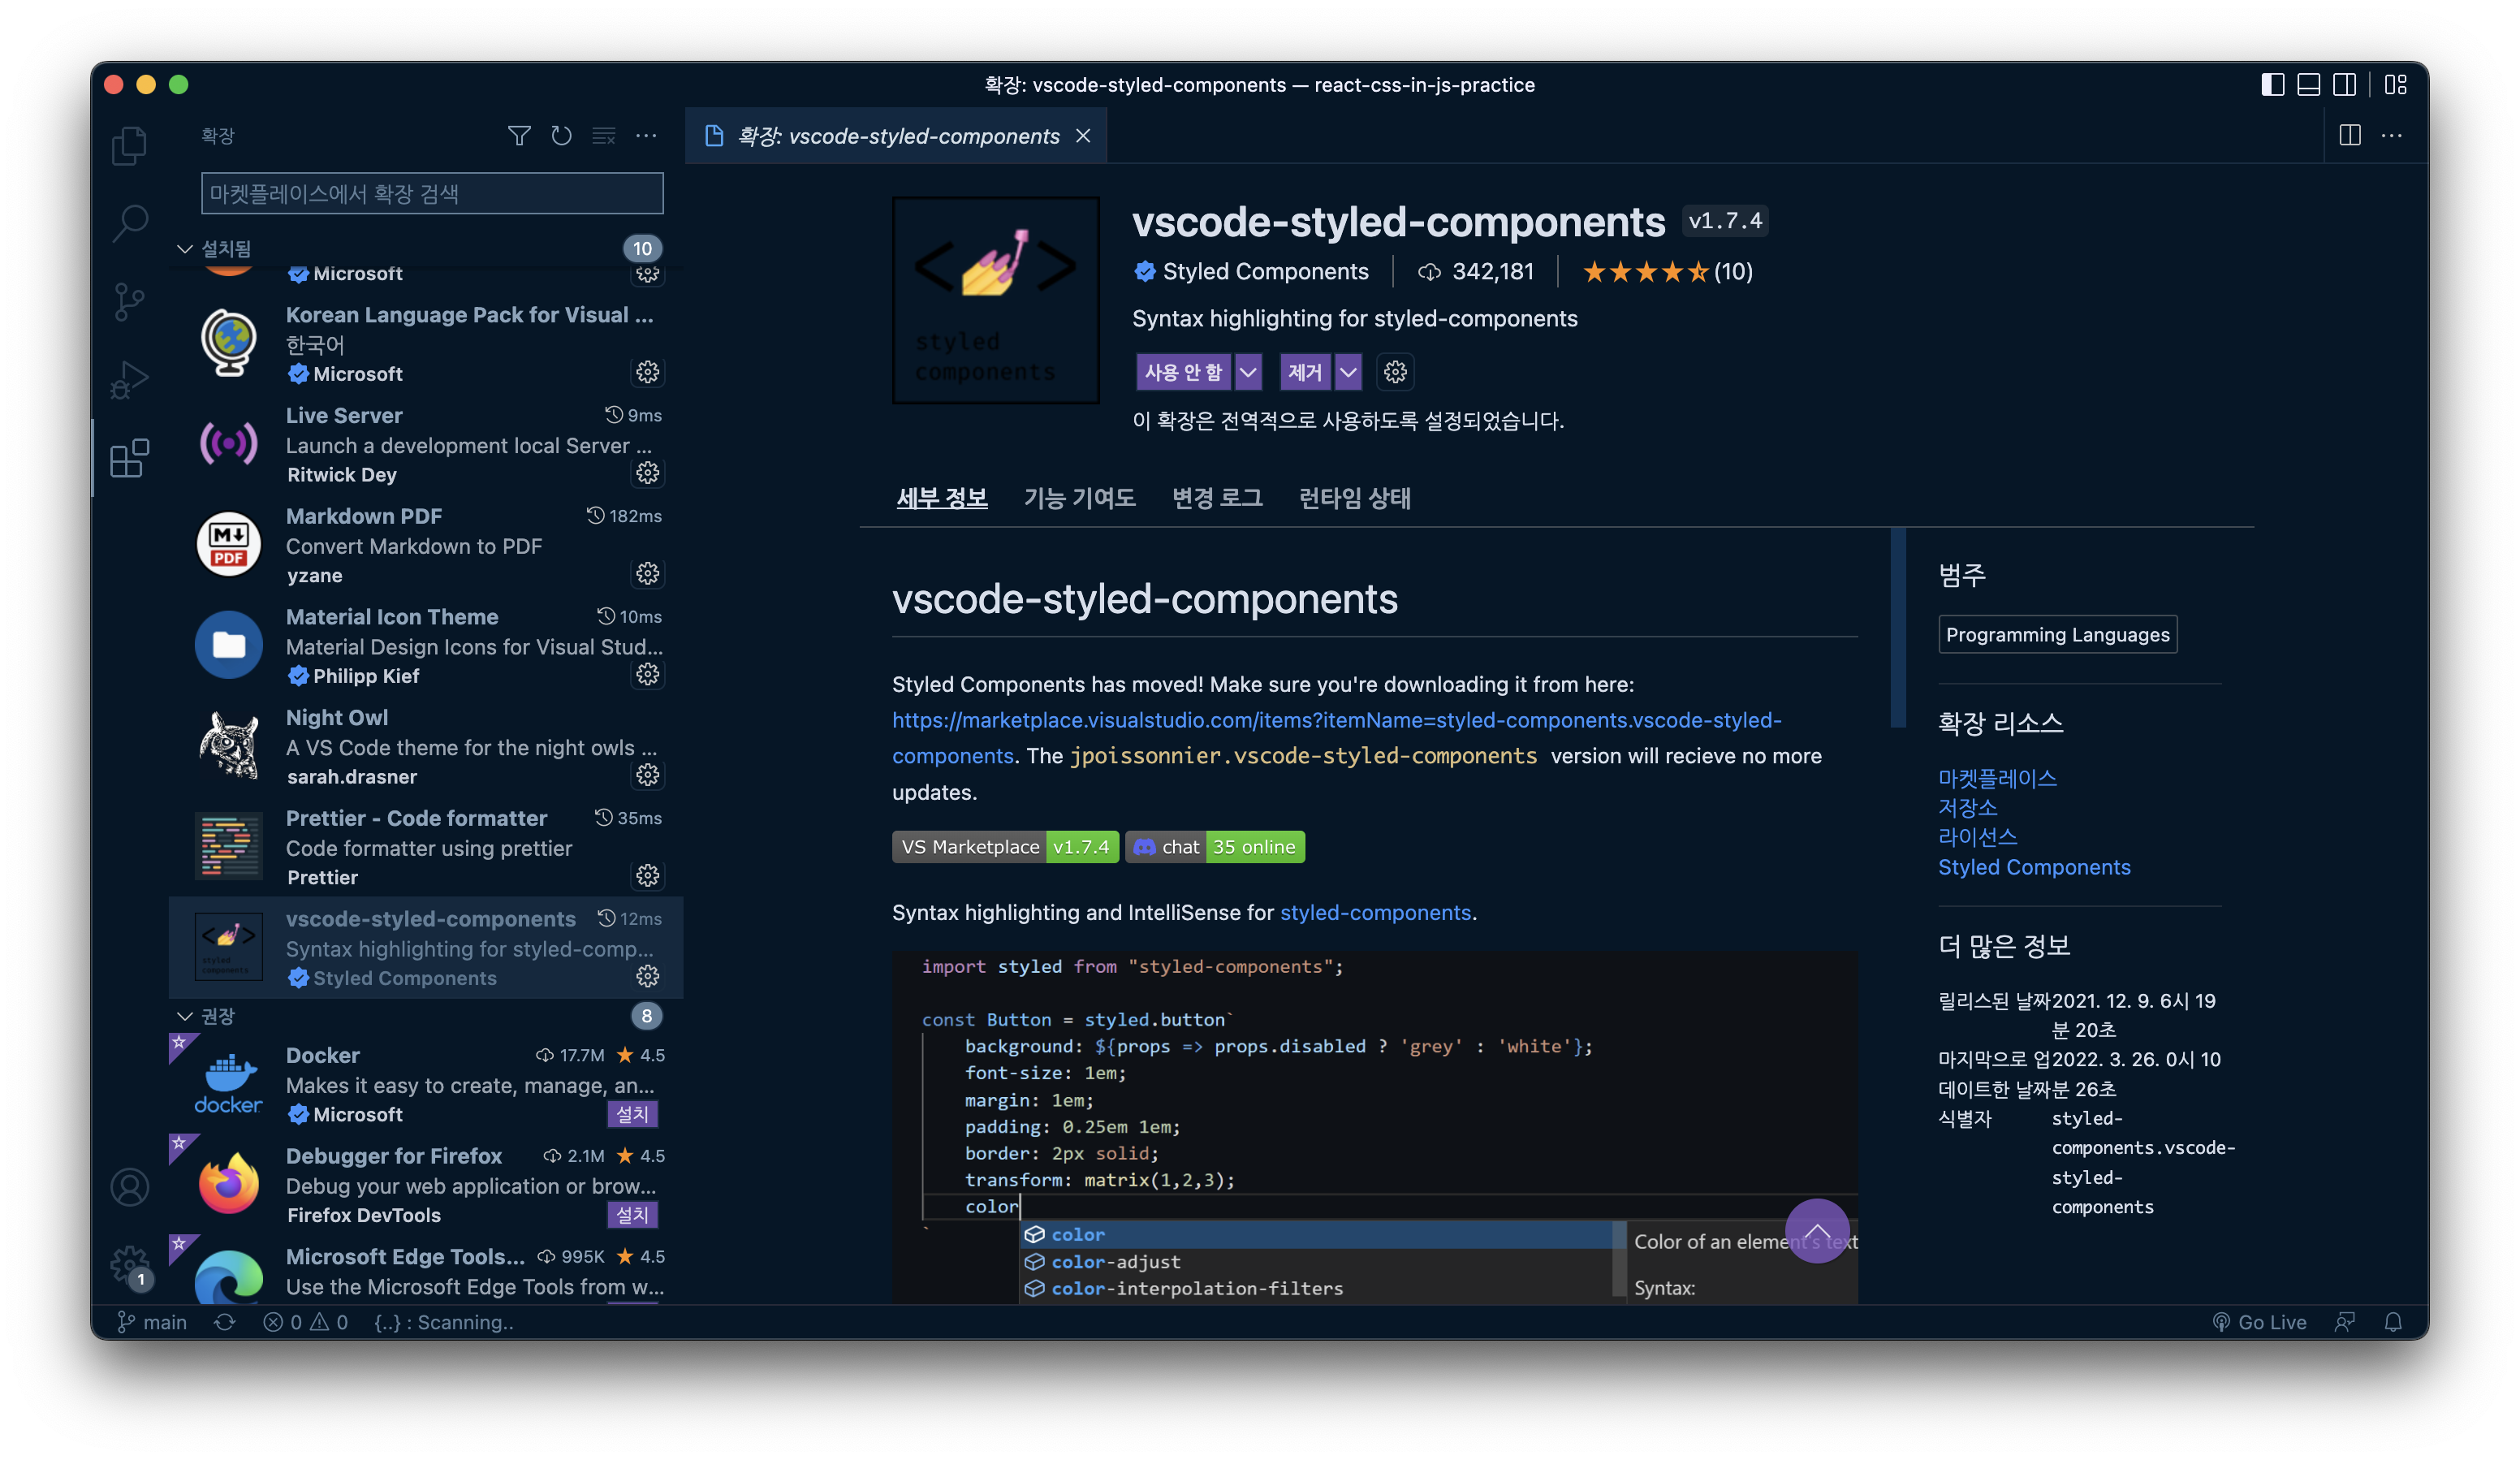 확장: vscode-styled-components — react-css-in-js-practice
확장
마켓플레이스에서 확장 검색
설치됨 10
Microsoft
Korean Language Pack for Visual ...
한국어
Microsoft
Live Server 9ms
Launch a development local Server ...
Ritwick Dey
Markdown PDF 182ms
Convert Markdown to PDF
yzane
M↓
PDF
Material Icon Theme 10ms
Material Design Icons for Visual Stud...
Philipp Kief
Night Owl
A VS Code theme for the night owls ...
sarah.drasner
Prettier - Code formatter 35ms
Code formatter using prettier
Prettier
vscode-styled-components 12ms
Syntax highlighting for styled-comp...
Styled Components
styled
components
권장 8
Docker 17.7M ★ 4.5
Makes it easy to create, manage, an...
Microsoft 설치
docker
Debugger for Firefox 2.1M ★ 4.5
Debug your web application or brow...
Firefox DevTools 설치
Microsoft Edge Tools... 995K ★ 4.5
Use the Microsoft Edge Tools from w...
1
확장: vscode-styled-components
< >
styled
components
vscode-styled-components v1.7.4
Styled Components 342,181 (10)
Syntax highlighting for styled-components
사용 안 함 제거
이 확장은 전역적으로 사용하도록 설정되었습니다.
세부 정보 기능 기여도 변경 로그 런타임 상태
vscode-styled-components
Styled Components has moved! Make sure you're downloading it from here:
https://marketplace.visualstudio.com/items?itemName=styled-components.vscode-styled-
components. The jpoissonnier.vscode-styled-components version will recieve no more
updates.
VS Marketplace v1.7.4 chat 35 online
Syntax highlighting and IntelliSense for styled-components.
import styled from "styled-components";
const Button = styled.button`
background: ${props => props.disabled ? 'grey' : 'white'};
font-size: 1em;
margin: 1em;
padding: 0.25em 1em;
border: 2px solid;
transform: matrix(1,2,3);
color
`
color
color-adjust
color-interpolation-filters
Color of an element's text
Syntax:
범주
Programming Languages
확장 리소스
마켓플레이스
저장소
라이선스
Styled Components
더 많은 정보
릴리스된 날짜 2021. 12. 9. 6시 19
분 20초
마지막으로 업 2022. 3. 26. 0시 10
데이트한 날짜 분 26초
식별자 styled-
components.vscode-
styled-
components
main 0 0 {..} : Scanning.. Go Live